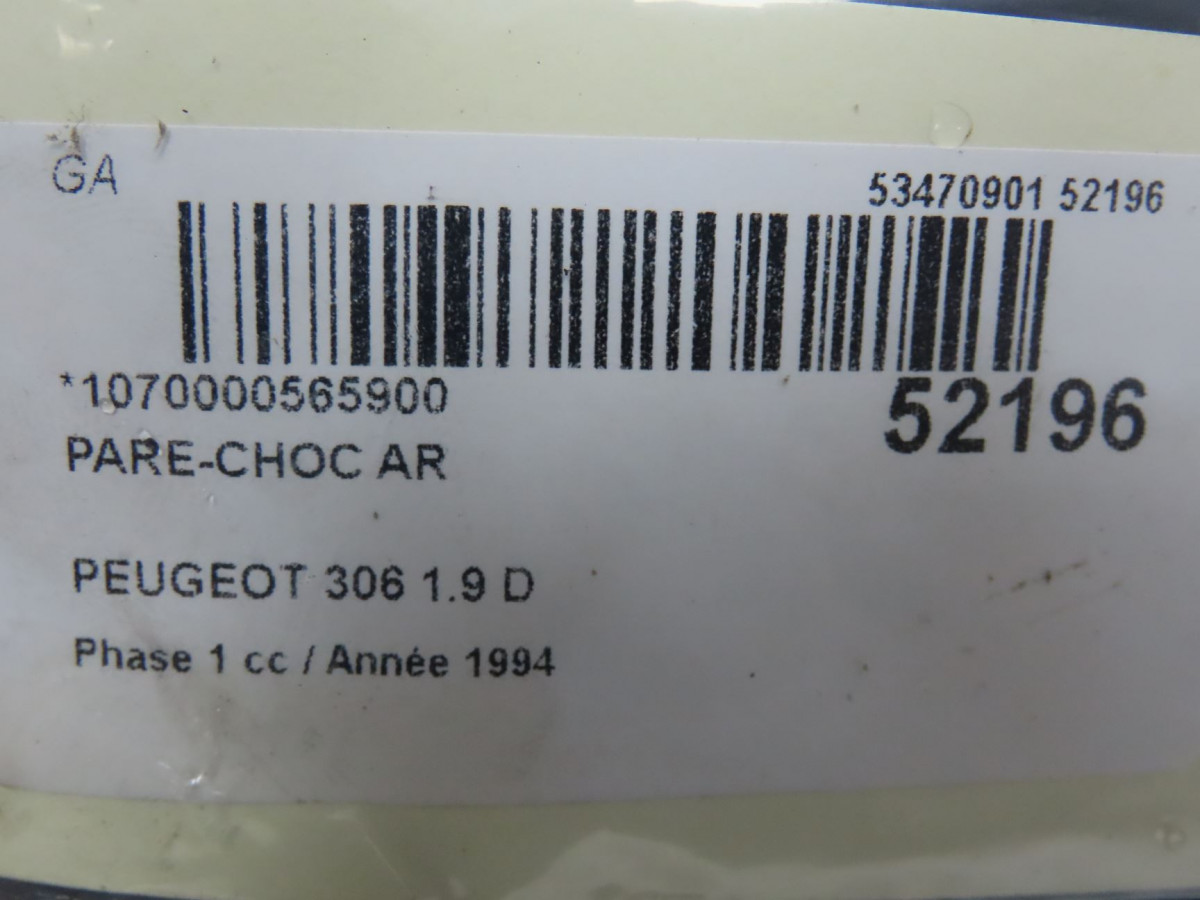 GA
53470901 52196
*1070000565900
52196
PARE-CHOC AR
PEUGEOT 306 1.9 D
Phase 1 cc / Année 1994